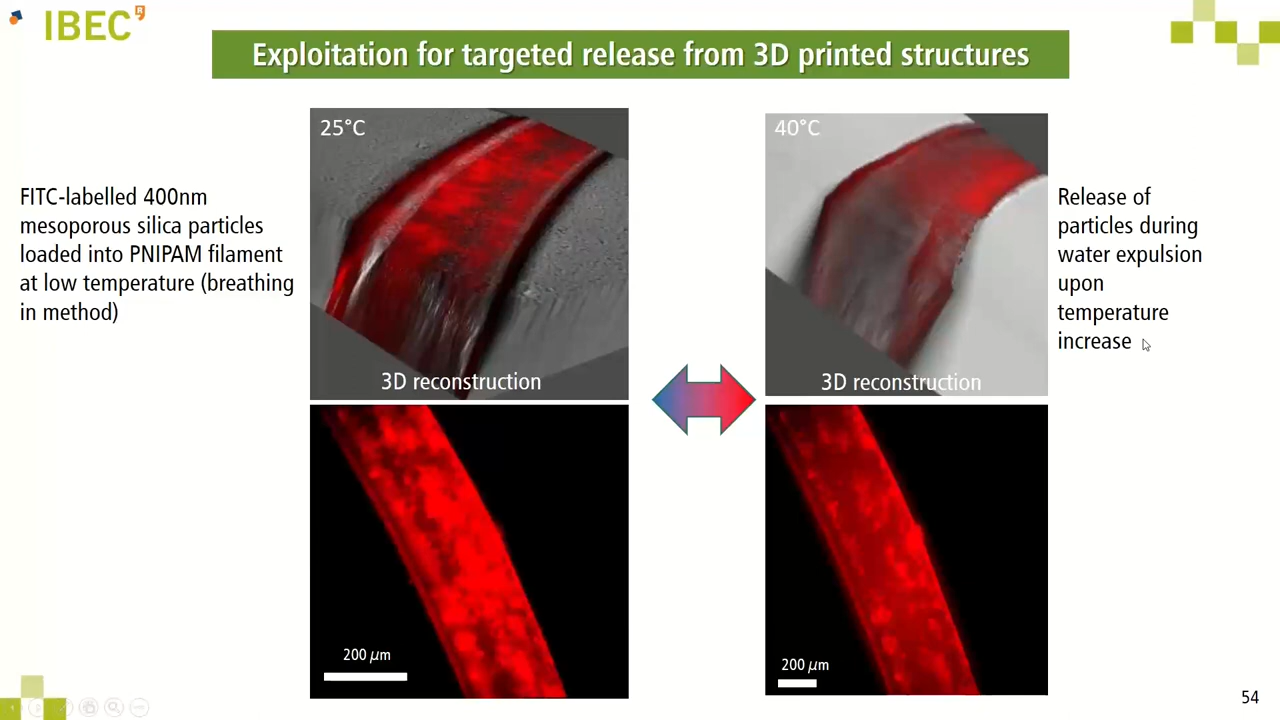 IBEC
Exploitation for targeted release from 3D printed structures
25°C
40°C
FITC-labelled 400nm
mesoporous silica particles
loaded into PNIPAM filament
at low temperature (breathing
in method)
Release of
particles during
water expulsion
upon
temperature
increase
3D reconstruction
3D reconstruction
200 µm
200 µm
54